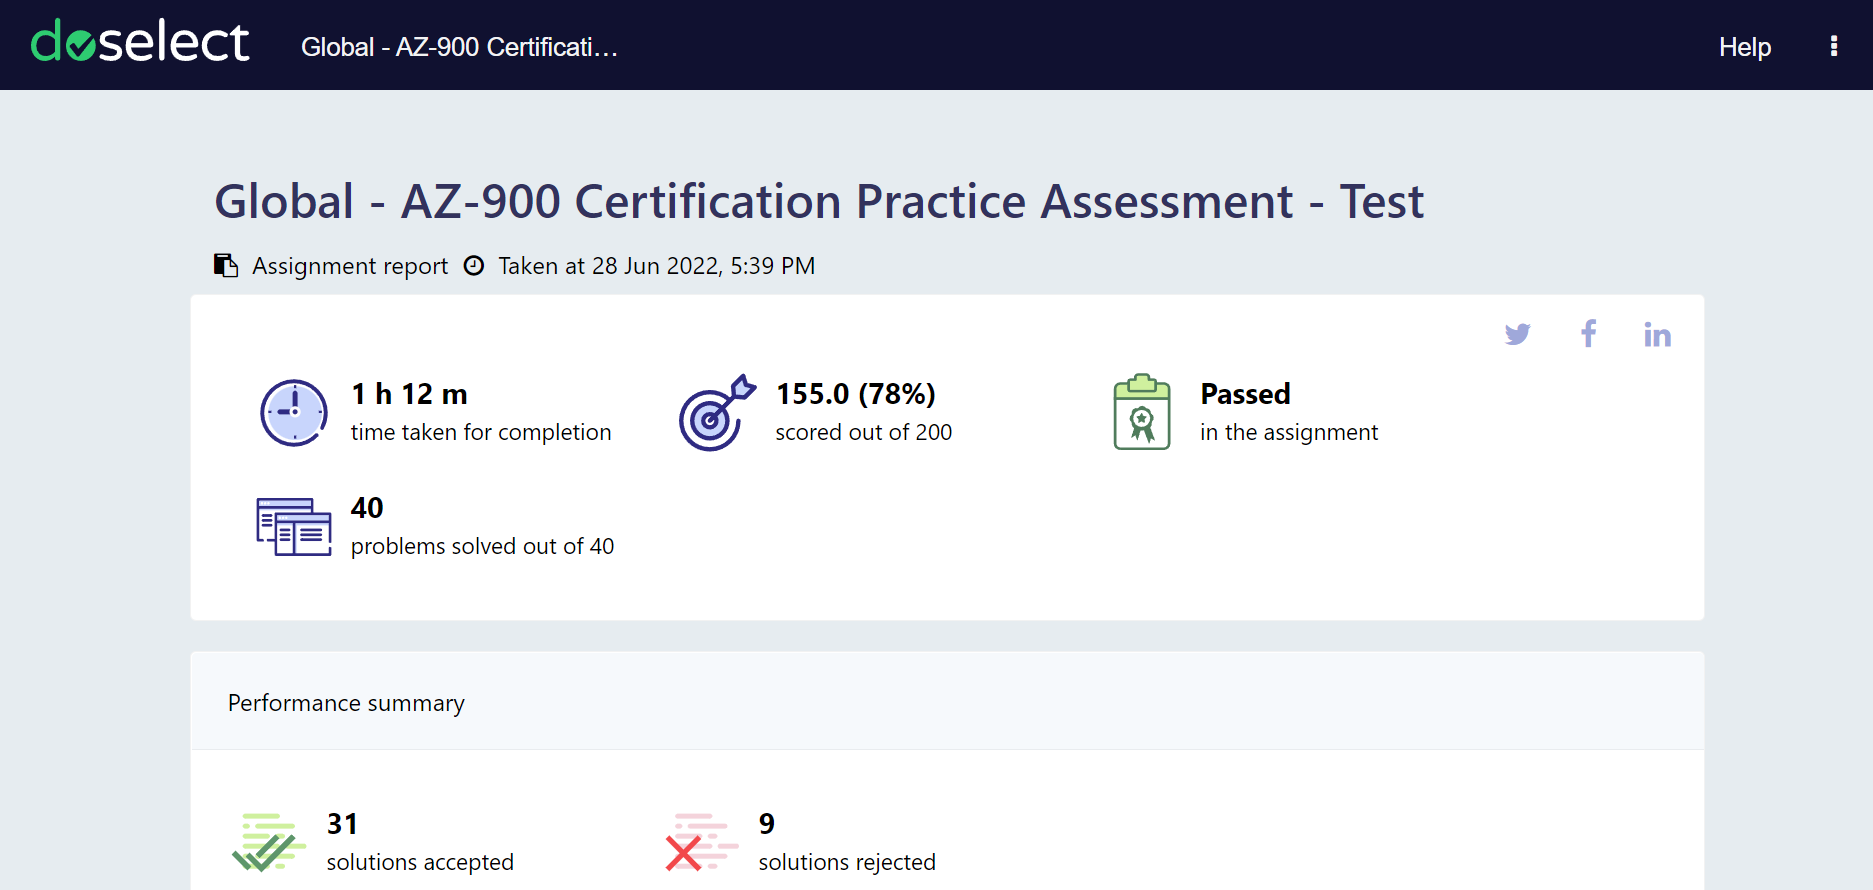 doselect
Global - AZ-900 Certificati…
Help
Global - AZ-900 Certification Practice Assessment - Test
Assignment report Taken at 28 Jun 2022, 5:39 PM
1 h 12 m
time taken for completion
155.0 (78%)
scored out of 200
Passed
in the assignment
40
problems solved out of 40
Performance summary
31
solutions accepted
9
solutions rejected